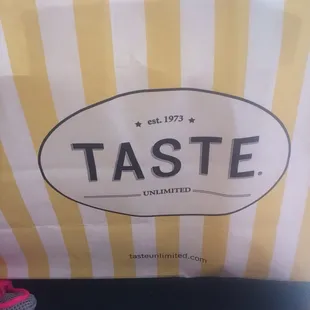 est. 1973
TASTE.
UNLIMITED
tasteunlimited.com